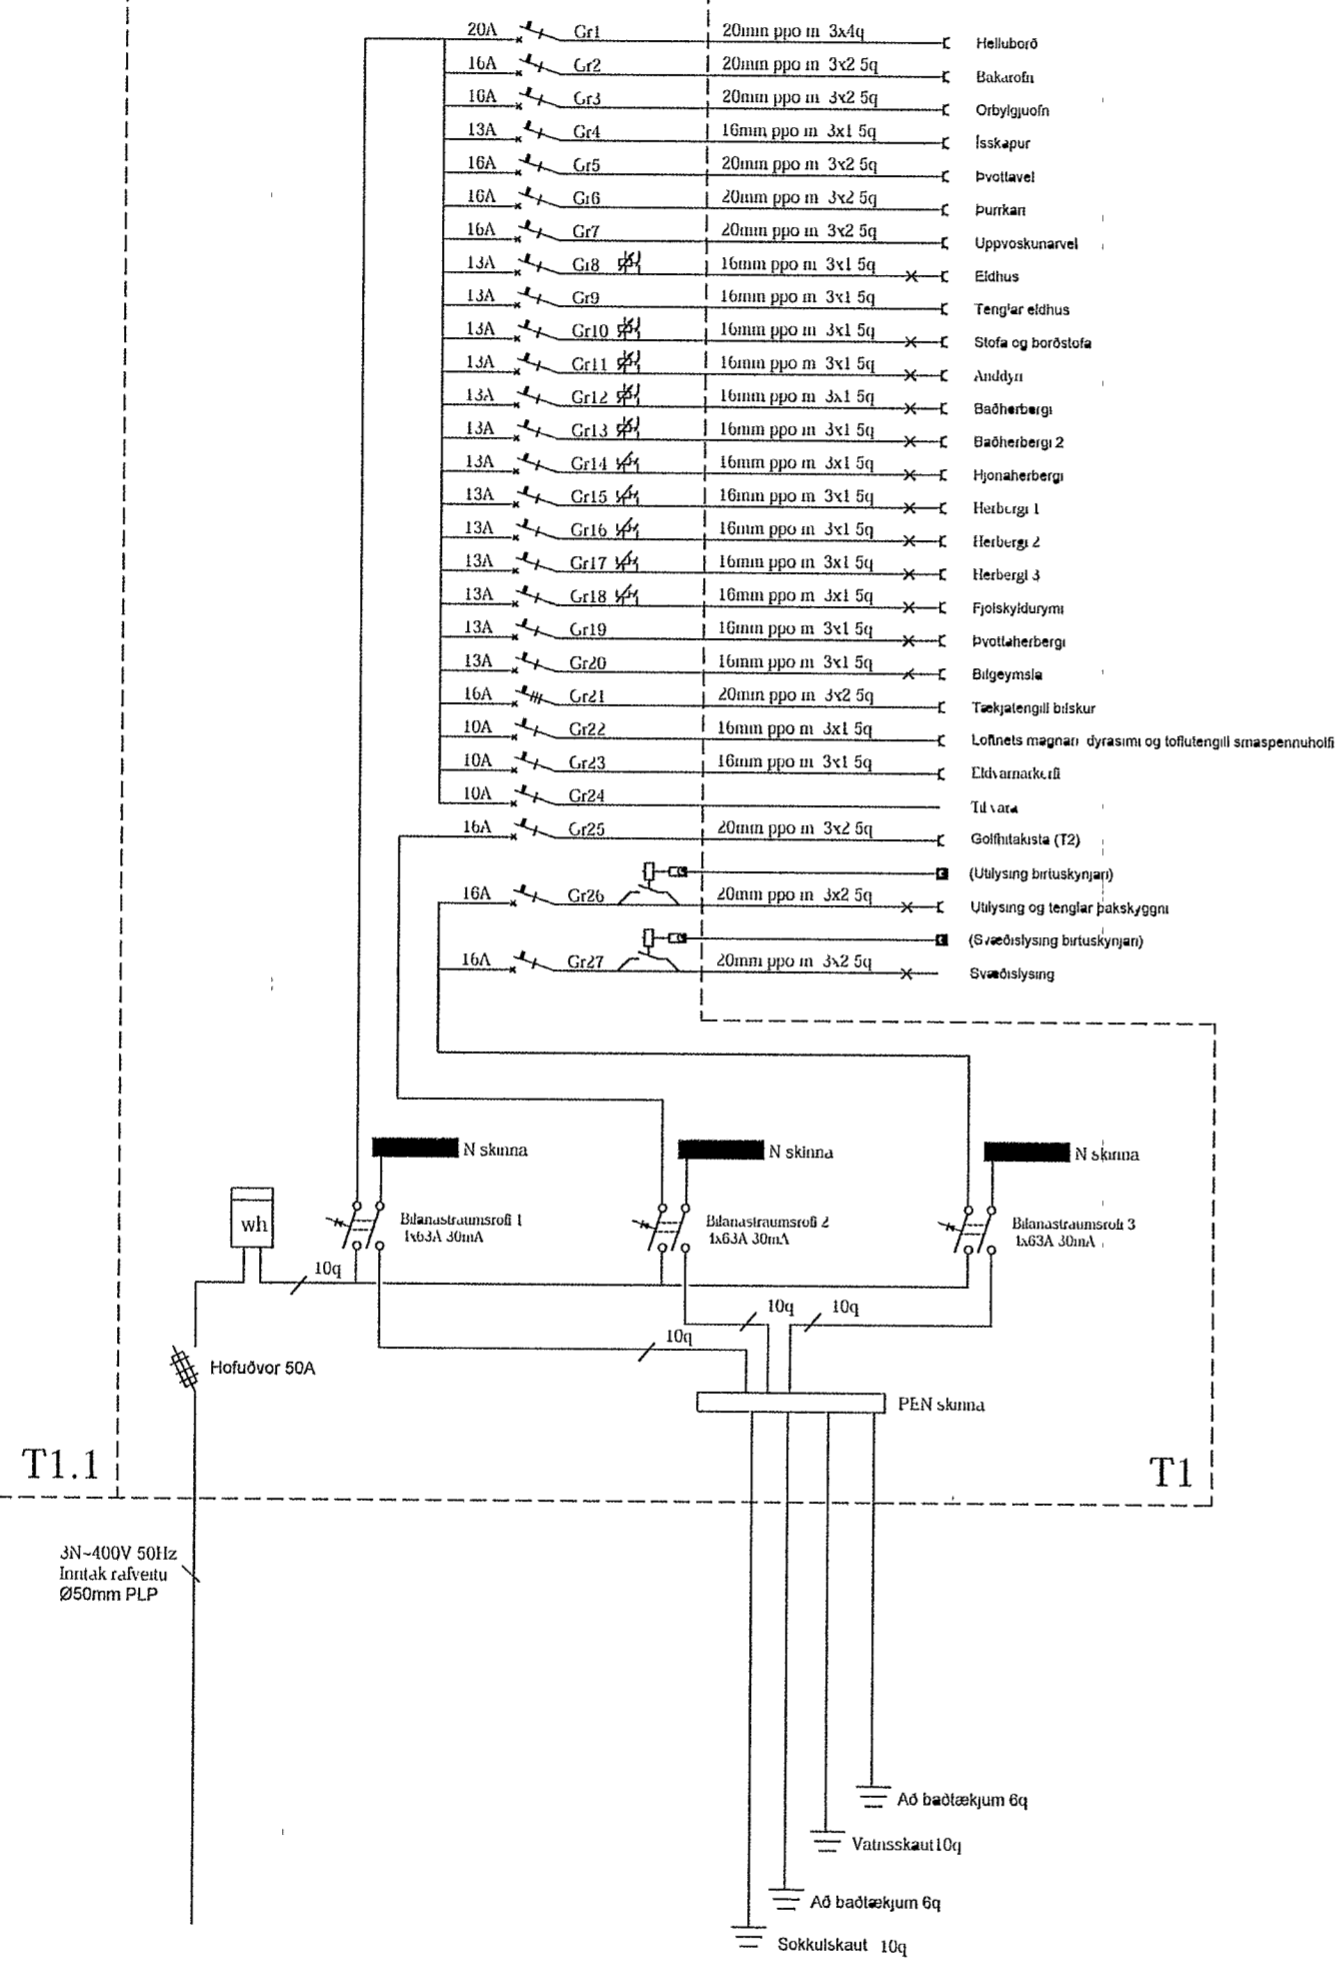 20A Gr1 20mm ppo m 3x4q Helluborð
16A Gr2 20mm ppo m 3x2 5q Bakarofn
16A Gr3 20mm ppo m 3x2 5q Orbylgjuofn
13A Gr4 16mm ppo m 3x1 5q Ísskapur
16A Gr5 20mm ppo m 3x2 5q Þvottavel
16A Gr6 20mm ppo m 3x2 5q Þurrkari
16A Gr7 20mm ppo m 3x2 5q Uppvoskunarvel
13A Gr8 16mm ppo m 3x1 5q Eldhus
13A Gr9 16mm ppo m 3x1 5q Tenglar eldhus
13A Gr10 16mm ppo m 3x1 5q Stofa og borðstofa
13A Gr11 16mm ppo m 3x1 5q Anddyri
13A Gr12 16mm ppo m 3x1 5q Baðherbergi
13A Gr13 16mm ppo m 3x1 5q Baðherbergi 2
13A Gr14 16mm ppo m 3x1 5q Hjonaherbergi
13A Gr15 16mm ppo m 3x1 5q Herbergi 1
13A Gr16 16mm ppo m 3x1 5q Herbergi 2
13A Gr17 16mm ppo m 3x1 5q Herbergi 3
13A Gr18 16mm ppo m 3x1 5q Fjolskyldurymi
13A Gr19 16mm ppo m 3x1 5q Þvottaherbergi
13A Gr20 16mm ppo m 3x1 5q Bilgeymsla
16A Gr21 20mm ppo m 3x2 5q Tækjatengill bilskur
10A Gr22 16mm ppo m 3x1 5q Loftnets magnari dyrasimi og toflutengill smaspennuholfi
10A Gr23 16mm ppo m 3x1 5q Eldvarnarkerfi
10A Gr24 Til vara
16A Gr25 20mm ppo m 3x2 5q Golfhitakista (T2)
(Utilysing birtuskynjari)
16A Gr26 20mm ppo m 3x2 5q Utilysing og tenglar þakskyggni
(Svæðislysing birtuskynjari)
16A Gr27 20mm ppo m 3x2 5q Svæðislysing
N skinna N skinna N skinna
wh
Bilanastraumsrofi 1
1x63A 30mA
Bilanastraumsrofi 2
1x63A 30mA
Bilanastraumsrofi 3
1x63A 30mA
10q
10q 10q
10q
Hofuðvor 50A
PEN skinna
T1.1
T1
3N~400V 50Hz
Inntak rafveitu
Ø50mm PLP
Að baðtækjum 6q
Vatnsskaut10q
Að baðtækjum 6q
Sokkulskaut 10q